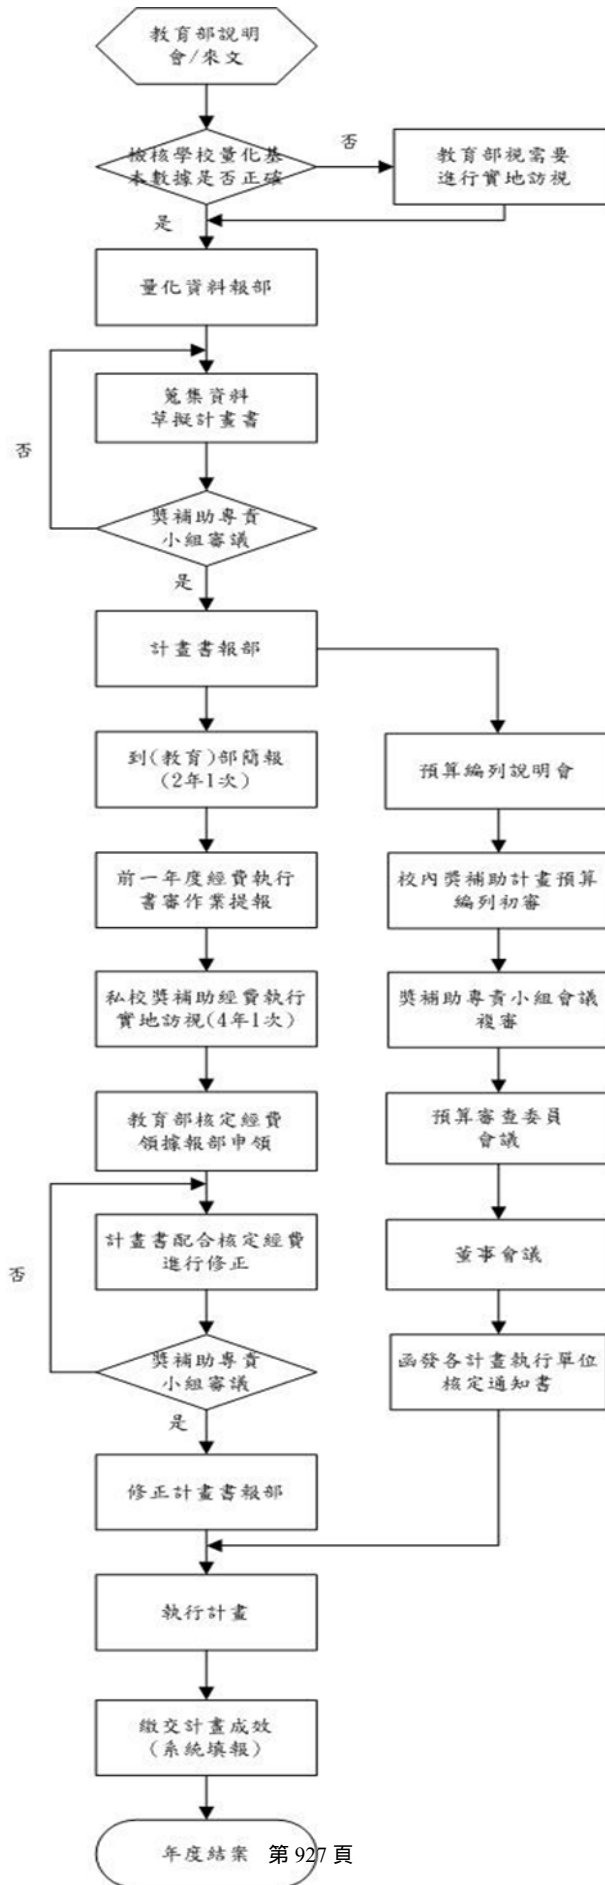 教育部說明
會/來文
檢核學校量化基
本數據是否正確
否
教育部視需要
進行實地訪視
是
量化資料報部
蒐集資料
草擬計畫書
否
獎補助專責
小組審議
是
計畫書報部
到(教育)部簡報
(2年1次)
預算編列說明會
前一年度經費執行
書審作業提報
校內獎補助計畫預算
編列初審
私校獎補助經費執行
實地訪視(4年1次)
獎補助專責小組會議
複審
教育部核定經費
領據報部申領
預算審查委員
會議
計畫書配合核定經費
進行修正
董事會議
否
獎補助專責
小組審議
函發各計畫執行單位
核定通知書
是
修正計畫書報部
執行計畫
繳交計畫成效
(系統填報)
年度結案
第 927 頁